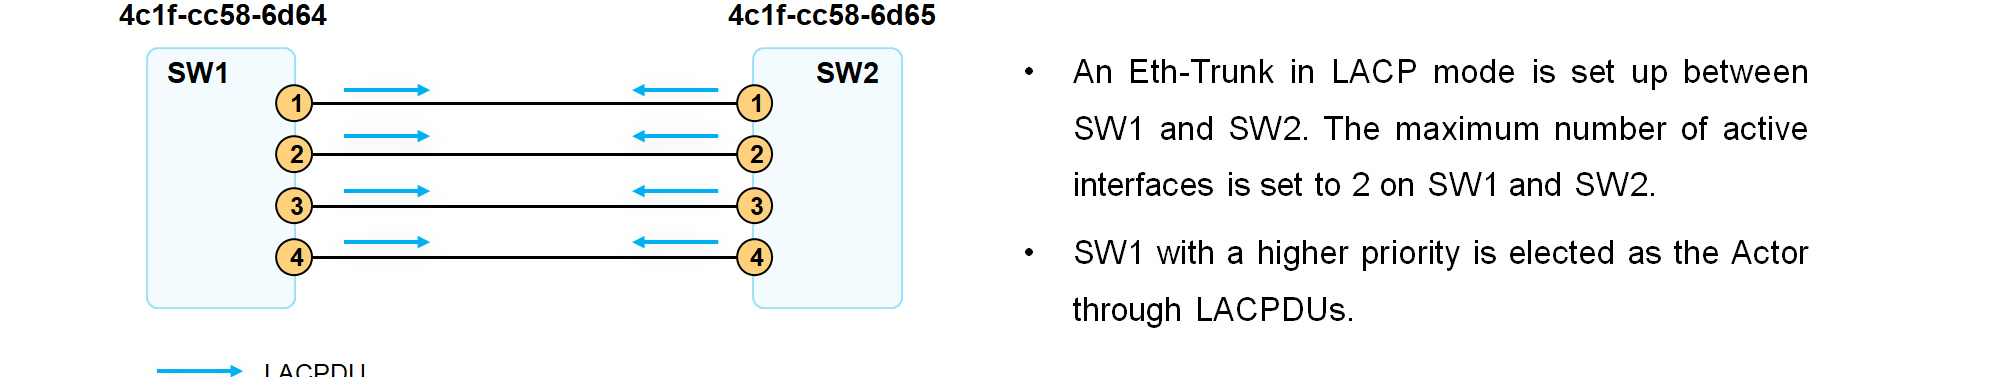 4c1f-cc58-6d64
4c1f-cc58-6d65
SW1
SW2
1
1
2
2
3
3
4
4
LACPDU
• An Eth-Trunk in LACP mode is set up between
SW1 and SW2. The maximum number of active
interfaces is set to 2 on SW1 and SW2.
• SW1 with a higher priority is elected as the Actor
through LACPDUs.